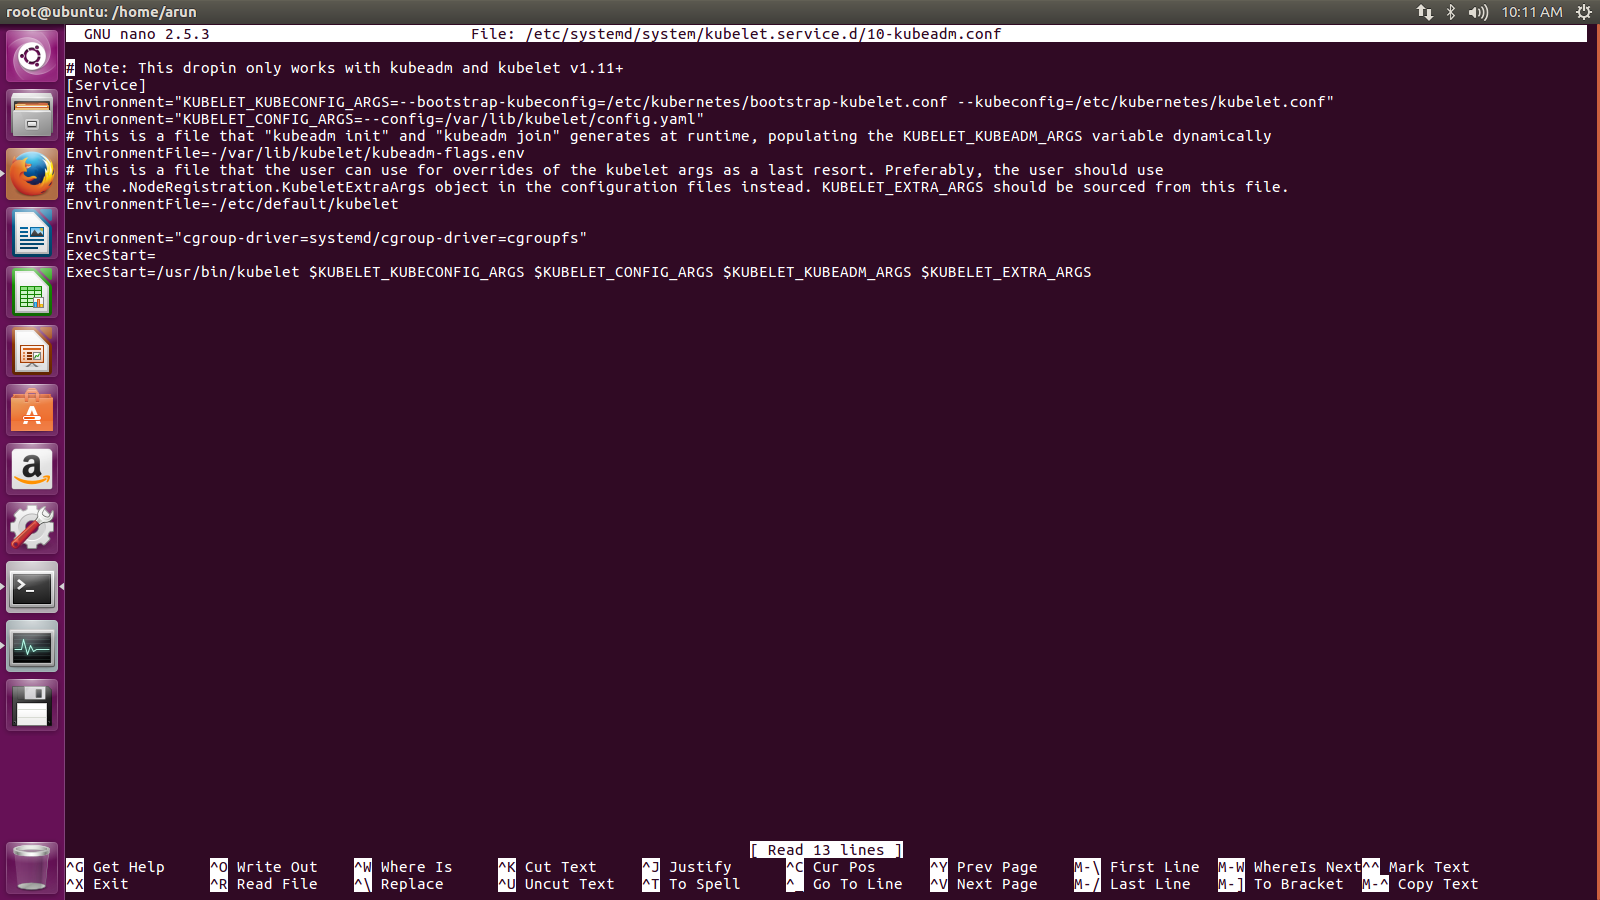 root@ubuntu: /home/arun
10:11 AM
GNU nano 2.5.3 File: /etc/systemd/system/kubelet.service.d/10-kubeadm.conf
# Note: This dropin only works with kubeadm and kubelet v1.11+
[Service]
Environment="KUBELET_KUBECONFIG_ARGS=--bootstrap-kubeconfig=/etc/kubernetes/bootstrap-kubelet.conf --kubeconfig=/etc/kubernetes/kubelet.conf"
Environment="KUBELET_CONFIG_ARGS=--config=/var/lib/kubelet/config.yaml"
# This is a file that "kubeadm init" and "kubeadm join" generates at runtime, populating the KUBELET_KUBEADM_ARGS variable dynamically
EnvironmentFile=-/var/lib/kubelet/kubeadm-flags.env
# This is a file that the user can use for overrides of the kubelet args as a last resort. Preferably, the user should use
# the .NodeRegistration.KubeletExtraArgs object in the configuration files instead. KUBELET_EXTRA_ARGS should be sourced from this file.
EnvironmentFile=-/etc/default/kubelet
Environment="cgroup-driver=systemd/cgroup-driver=cgroupfs"
ExecStart=
ExecStart=/usr/bin/kubelet $KUBELET_KUBECONFIG_ARGS $KUBELET_CONFIG_ARGS $KUBELET_KUBEADM_ARGS $KUBELET_EXTRA_ARGS
[ Read 13 lines ]
^G Get Help ^O Write Out ^W Where Is ^K Cut Text ^J Justify ^C Cur Pos ^Y Prev Page M-\ First Line M-W WhereIs Next ^^ Mark Text
^X Exit ^R Read File ^\ Replace ^U Uncut Text ^T To Spell ^_ Go To Line ^V Next Page M-/ Last Line M-] To Bracket M-^ Copy Text